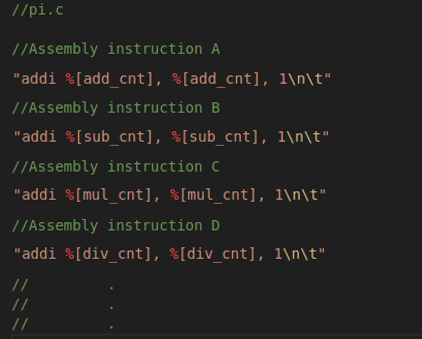 //pi.c
//Assembly instruction A
"addi %[add_cnt], %[add_cnt], 1\n\t"
//Assembly instruction B
"addi %[sub_cnt], %[sub_cnt], 1\n\t"
//Assembly instruction C
"addi %[mul_cnt], %[mul_cnt], 1\n\t"
//Assembly instruction D
"addi %[div_cnt], %[div_cnt], 1\n\t"
//         .
//         .
//         .